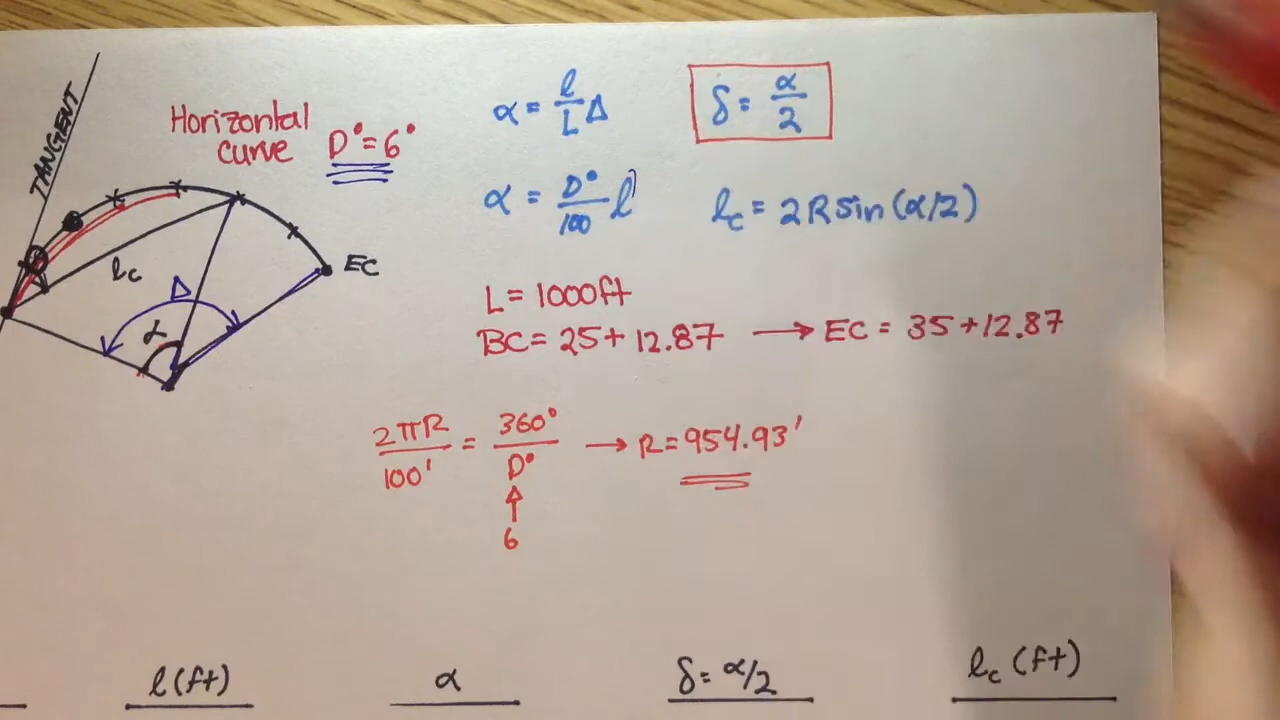 TANGENT
Horizontal
curve D° = 6°
α = l/L Δ
δ = α/2
α = D°/100 l
lc = 2R sin(α/2)
lc
Δ
α
EC
L = 1000ft
BC = 25 + 12.87 → EC = 35 + 12.87
2πR/100' = 360°/D° → R = 954.93'
6
l (ft) α δ = α/2 lc (ft)